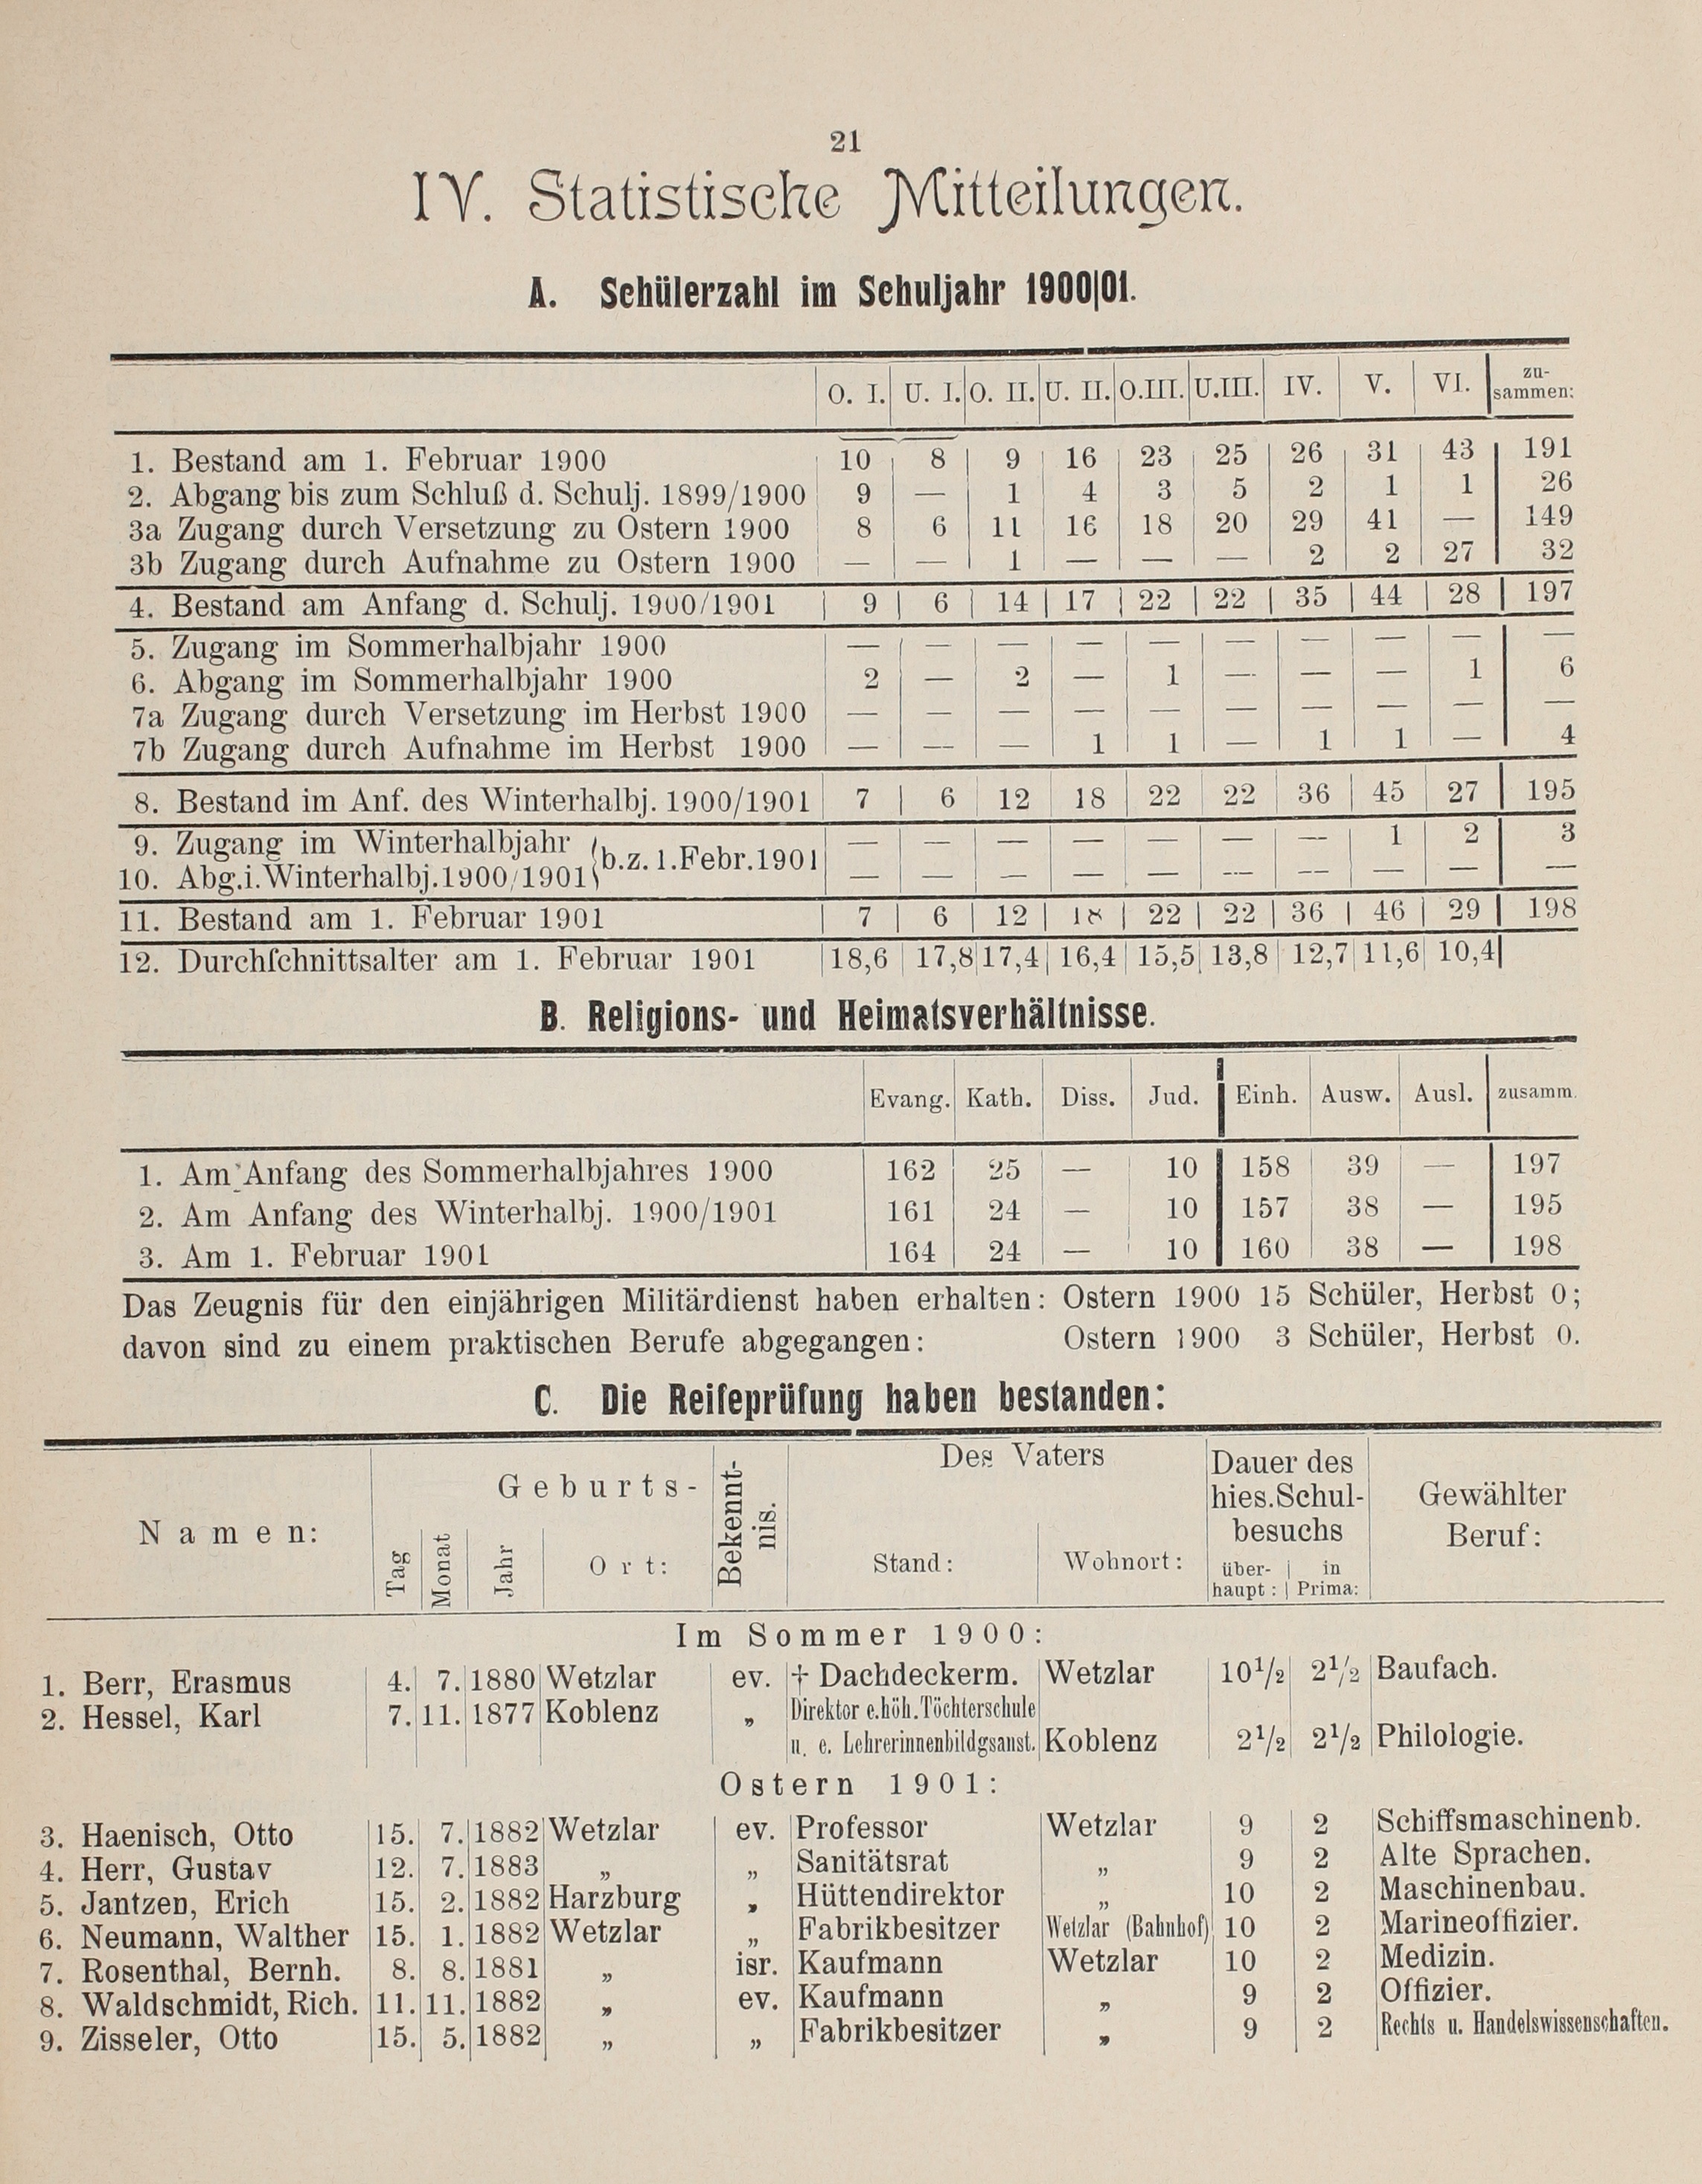 21
IV. Statistische Mitteilungen.
A. Schülerzahl im Schuljahr 1900|01.
O. I. U. I. O. II. U. II. O.III. U.III. IV. V. VI. zu-sammen:
1. Bestand am 1. Februar 1900 10 8 9 16 23 25 26 31 43 191
2. Abgang bis zum Schluß d. Schulj. 1899/1900 9 — 1 4 3 5 2 1 1 26
3a Zugang durch Versetzung zu Ostern 1900 8 6 11 16 18 20 29 41 — 149
3b Zugang durch Aufnahme zu Ostern 1900 — — 1 — — — 2 2 27 32
4. Bestand am Anfang d. Schulj. 1900/1901 9 6 14 17 22 22 35 44 28 197
5. Zugang im Sommerhalbjahr 1900 — — — — — — — — — —
6. Abgang im Sommerhalbjahr 1900 2 — 2 — 1 — — — 1 6
7a Zugang durch Versetzung im Herbst 1900 — — — — — — — — — —
7b Zugang durch Aufnahme im Herbst 1900 — — — 1 1 — 1 1 — 4
8. Bestand im Anf. des Winterhalbj. 1900/1901 7 6 12 18 22 22 36 45 27 195
9. Zugang im Winterhalbjahr b.z. 1.Febr.1901 — — — — — — — 1 2 3
10. Abg.i.Winterhalbj.1900/1901 — — — — — — — — — —
11. Bestand am 1. Februar 1901 7 6 12 18 22 22 36 46 29 198
12. Durchſchnittsalter am 1. Februar 1901 18,6 17,8 17,4 16,4 15,5 13,8 12,7 11,6 10,4
B. Religions- und Heimatsverhältnisse.
Evang. Kath. Diss. Jud. Einh. Ausw. Ausl. zusamm.
1. Am Anfang des Sommerhalbjahres 1900 162 25 — 10 158 39 — 197
2. Am Anfang des Winterhalbj. 1900/1901 161 24 — 10 157 38 — 195
3. Am 1. Februar 1901 164 24 — 10 160 38 — 198
Das Zeugnis für den einjährigen Militärdienst haben erhalten: Ostern 1900 15 Schüler, Herbst 0;
davon sind zu einem praktischen Berufe abgegangen: Ostern 1900 3 Schüler, Herbst 0.
C. Die Reifeprüfung haben bestanden:
Namen: Geburts- Tag Monat Jahr Ort: Bekennt-nis. Des Vaters Stand: Wohnort: Dauer des hies.Schul-besuchs über-haupt: in Prima: Gewählter Beruf:
Im Sommer 1900:
1. Berr, Erasmus 4. 7. 1880 Wetzlar ev. † Dachdeckerm. Wetzlar 10½ 2½ Baufach.
2. Hessel, Karl 7. 11. 1877 Koblenz „ Direktor e.höh.Töchterschule
u. e. Lehrerinnenbildgsanst. Koblenz 2½ 2½ Philologie.
Ostern 1901:
3. Haenisch, Otto 15. 7. 1882 Wetzlar ev. Professor Wetzlar 9 2 Schiffsmaschinenb.
4. Herr, Gustav 12. 7. 1883 „ „ Sanitätsrat „ 9 2 Alte Sprachen.
5. Jantzen, Erich 15. 2. 1882 Harzburg „ Hüttendirektor „ 10 2 Maschinenbau.
6. Neumann, Walther 15. 1. 1882 Wetzlar „ Fabrikbesitzer Wetzlar (Bahnhof) 10 2 Marineoffizier.
7. Rosenthal, Bernh. 8. 8. 1881 „ isr. Kaufmann Wetzlar 10 2 Medizin.
8. Waldschmidt, Rich. 11. 11. 1882 „ ev. Kaufmann „ 9 2 Offizier.
9. Zisseler, Otto 15. 5. 1882 „ „ Fabrikbesitzer „ 9 2 Rechts u. Handelswissenschaften.